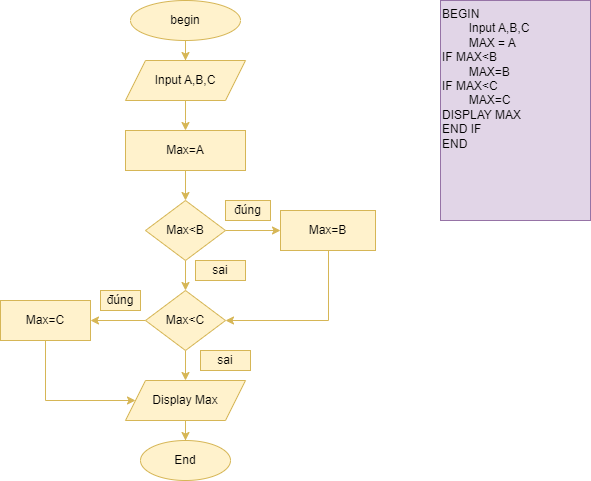 begin
Input A,B,C
Max=A
Max<B
đúng
Max=B
sai
Max<C
đúng
Max=C
sai
Display Max
End
BEGIN
Input A,B,C
MAX = A
IF MAX<B
MAX=B
IF MAX<C
MAX=C
DISPLAY MAX
END IF
END